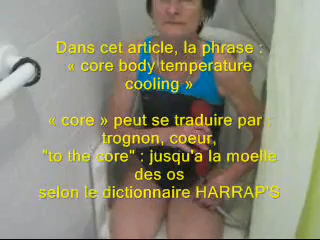 Dans cet article, la phrase :
« core body temperature
cooling »
« core » peut se traduire par :
trognon, coeur,
"to the core" : jusqu'a la moelle
des os
selon le dictionnaire HARRAP'S